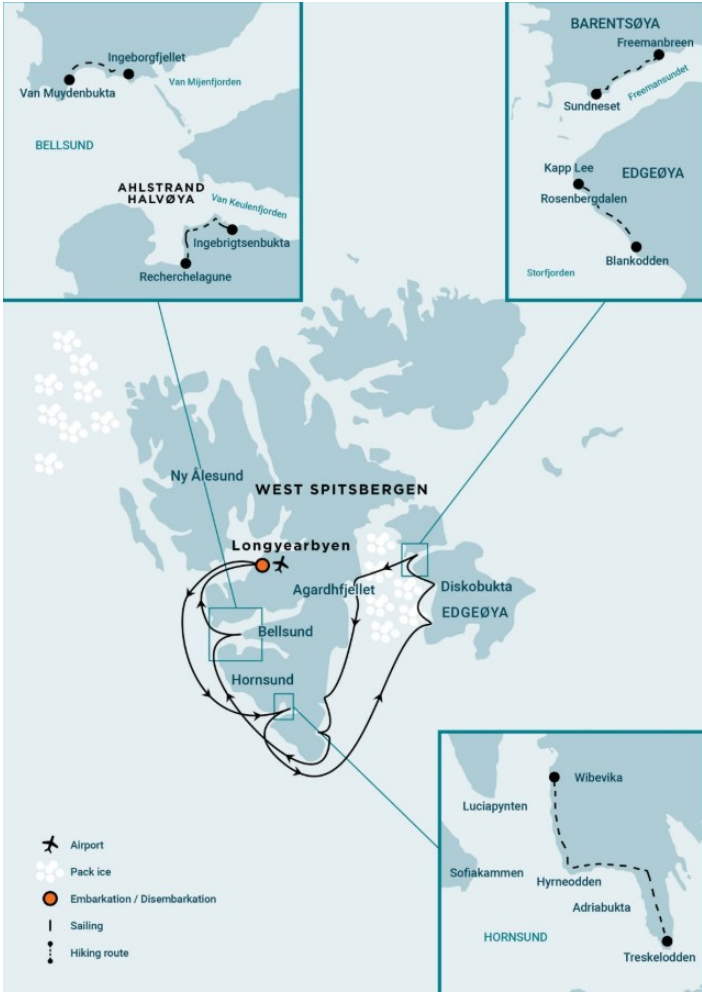 Ingeborgfjellet
Van Muydenbukta
Van Mijenfjorden
BELLSUND
AHLSTRAND
HALVØYA
Van Keulenfjorden
Ingebrigtsenbukta
Recherchelagune
BARENTSØYA
Freemanbreen
Freemansundet
Sundneset
Kapp Lee
EDGEØYA
Rosenbergdalen
Blankodden
Storfjorden
Ny Ålesund
WEST SPITSBERGEN
Longyearbyen
Agardhfjellet
Diskobukta
EDGEØYA
Bellsund
Hornsund
Wibevika
Luciapynten
Sofiakammen
Hyrneodden
Adriabukta
HORNSUND
Treskelodden
Airport
Pack ice
Embarkation / Disembarkation
Sailing
Hiking route